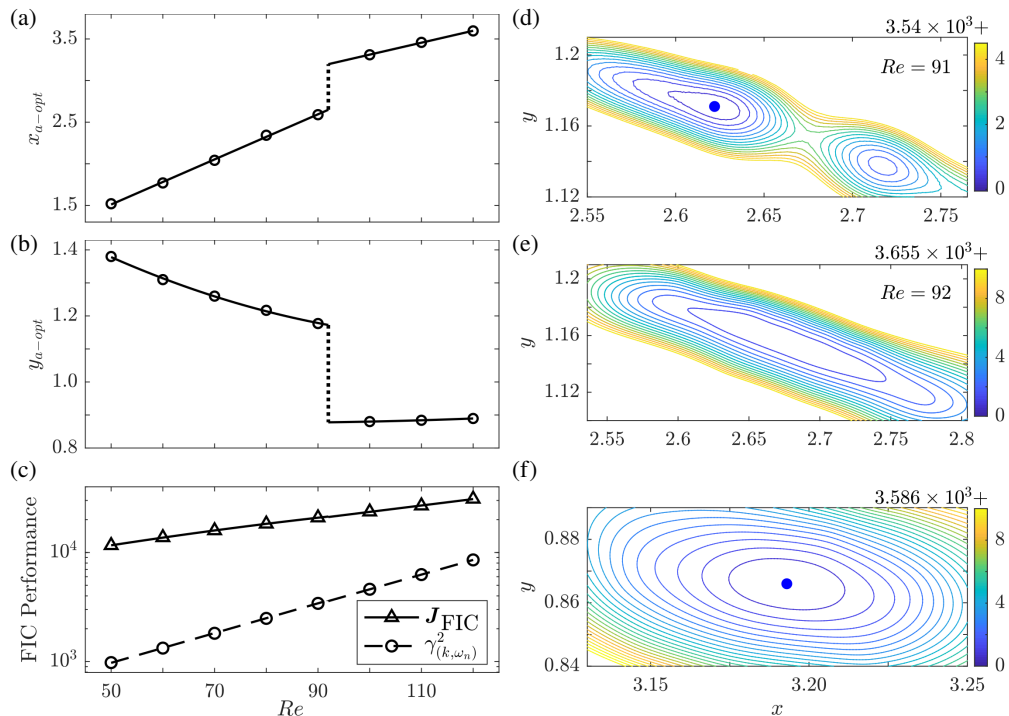 (a)
3.5
2.5
1.5
x_{a-opt}
(b)
1.4
1.2
1.0
0.8
y_{a-opt}
(c)
10^4
10^3
FIC Performance
J_FIC
γ²_{(k,ω_n)}
50 70 90 110
Re
(d)
3.54 × 10^3+
Re = 91
1.2
1.16
1.12
y
2.55 2.6 2.65 2.7 2.75
4
2
0
(e)
3.655 × 10^3+
Re = 92
1.2
1.16
1.12
y
2.55 2.6 2.65 2.7 2.75 2.8
8
4
0
(f)
3.586 × 10^3+
0.88
0.86
0.84
y
3.15 3.20 3.25
x
8
4
0